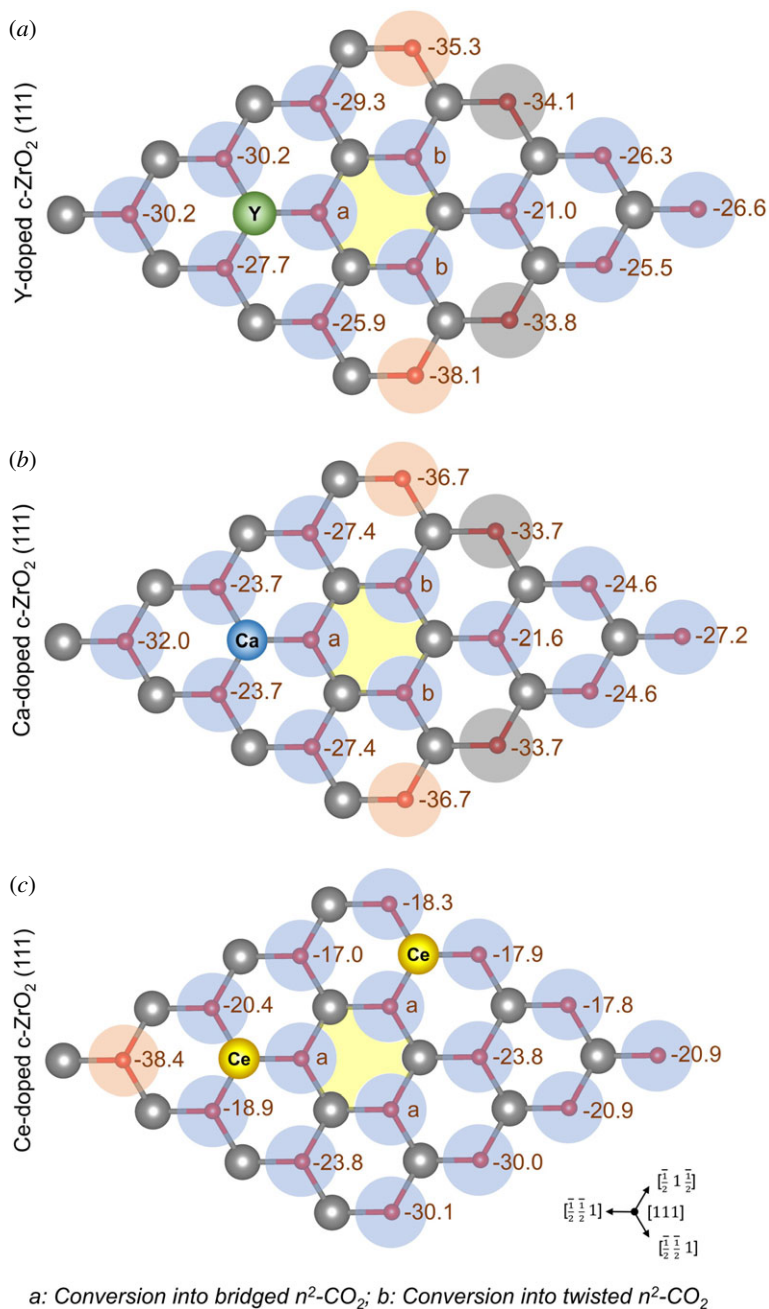 (a)
Y-doped c-ZrO₂ (111)
-35.3
-29.3
-34.1
-30.2
b
-26.3
-30.2
Y
a
-21.0
-26.6
-27.7
b
-25.5
-25.9
-33.8
-38.1
(b)
Ca-doped c-ZrO₂ (111)
-36.7
-27.4
-33.7
-23.7
b
-24.6
-32.0
Ca
a
-21.6
-27.2
-23.7
b
-24.6
-27.4
-33.7
-36.7
(c)
Ce-doped c-ZrO₂ (111)
-18.3
-17.0
Ce
-17.9
-20.4
a
-17.8
-38.4
Ce
a
-23.8
-20.9
-18.9
a
-20.9
-23.8
-30.0
-30.1
[1̅/2 1 1̅/2]
[1̅/2 1̅/2 1]
[111]
[1̅/2 1̅/2 1]
a: Conversion into bridged n²-CO₂; b: Conversion into twisted n²-CO₂